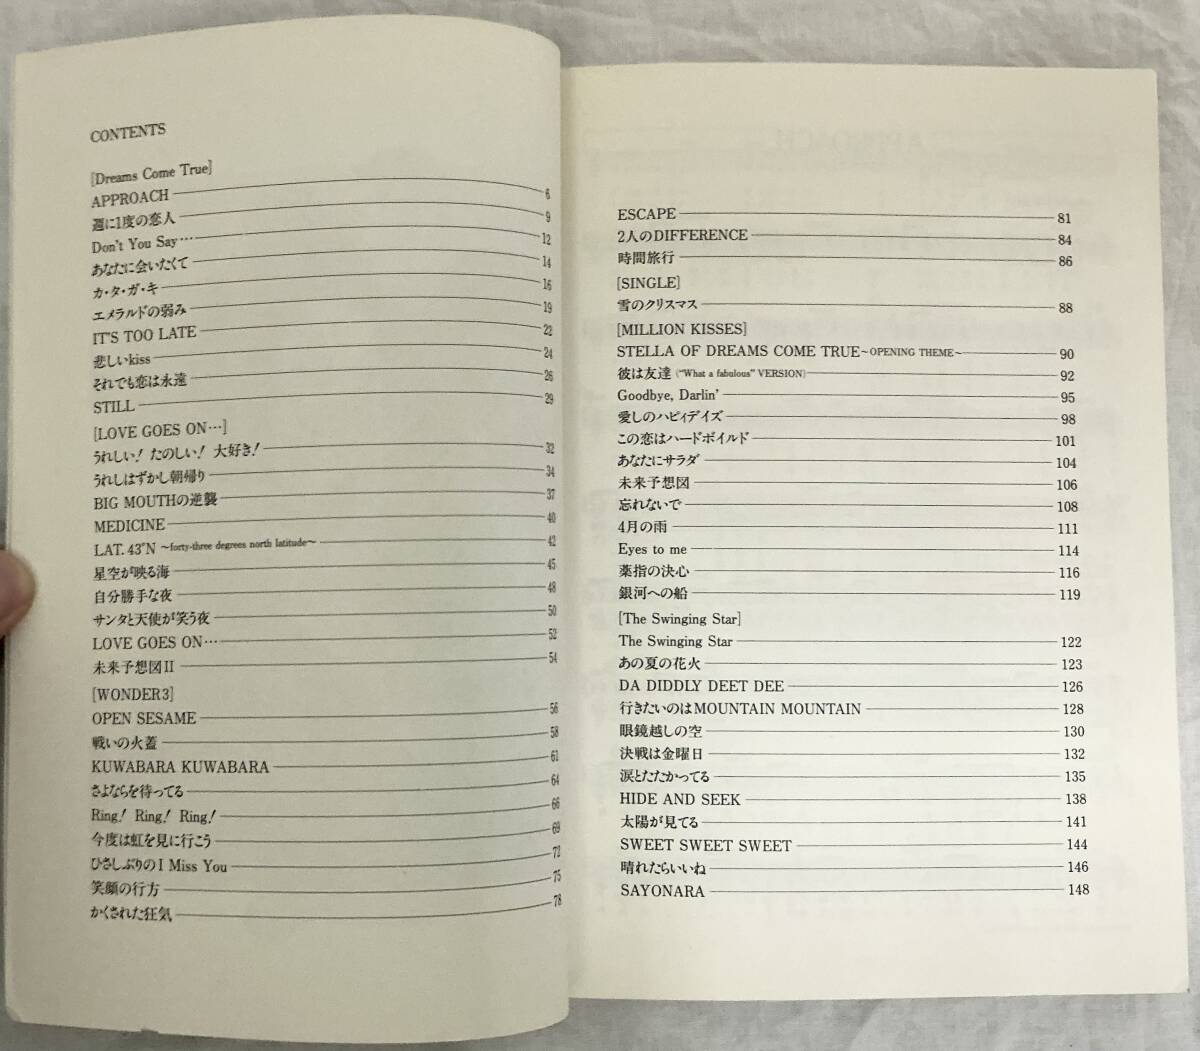 CONTENTS
[Dreams Come True]
APPROACH 6
週に1度の恋人 9
Don't You Say… 12
あなたに会いたくて 14
カ・タ・ガ・キ 16
エメラルドの弱み 19
IT'S TOO LATE 22
悲しいkiss 24
それでも恋は永遠 26
STILL 29
[LOVE GOES ON…]
うれしい! たのしい! 大好き! 32
うれしはずかし朝帰り 34
BIG MOUTHの逆襲 37
MEDICINE 40
LAT. 43°N ～forty-three degrees north latitude～ 42
星空が映る海 45
自分勝手な夜 48
サンタと天使が笑う夜 50
LOVE GOES ON… 52
未来予想図II 54
[WONDER3]
OPEN SESAME 56
戦いの火蓋 58
KUWABARA KUWABARA 61
さよならを待ってる 64
Ring! Ring! Ring! 66
今度は虹を見に行こう 69
ひさしぶりのI Miss You 72
笑顔の行方 75
かくされた狂気 78
ESCAPE 81
2人のDIFFERENCE 84
時間旅行 86
[SINGLE]
雪のクリスマス 88
[MILLION KISSES]
STELLA OF DREAMS COME TRUE～OPENING THEME～ 90
彼は友達 ("What a fabulous" VERSION) 92
Goodbye, Darlin' 95
愛しのハピィデイズ 98
この恋はハードボイルド 101
あなたにサラダ 104
未来予想図 106
忘れないで 108
4月の雨 111
Eyes to me 114
薬指の決心 116
銀河への船 119
[The Swinging Star]
The Swinging Star 122
あの夏の花火 123
DA DIDDLY DEET DEE 126
行きたいのはMOUNTAIN MOUNTAIN 128
眼鏡越しの空 130
決戦は金曜日 132
涙とたたかってる 135
HIDE AND SEEK 138
太陽が見てる 141
SWEET SWEET SWEET 144
晴れたらいいね 146
SAYONARA 148